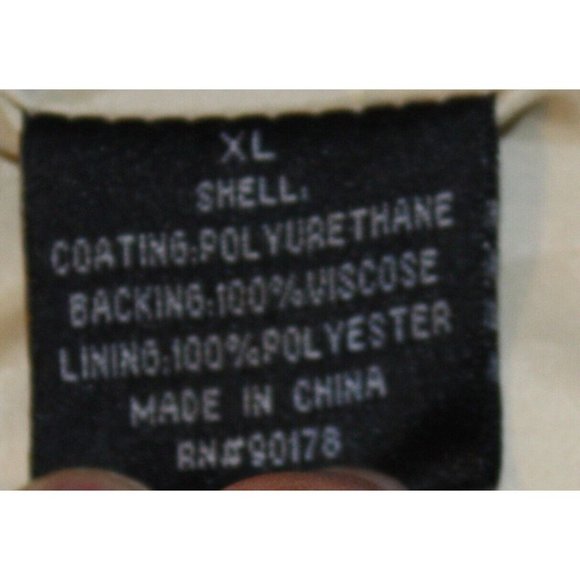 XL
SHELL:
COATING:POLYURETHANE
BACKING:100%VISCOSE
LINING:100%POLYESTER
MADE IN CHINA
RN#90178